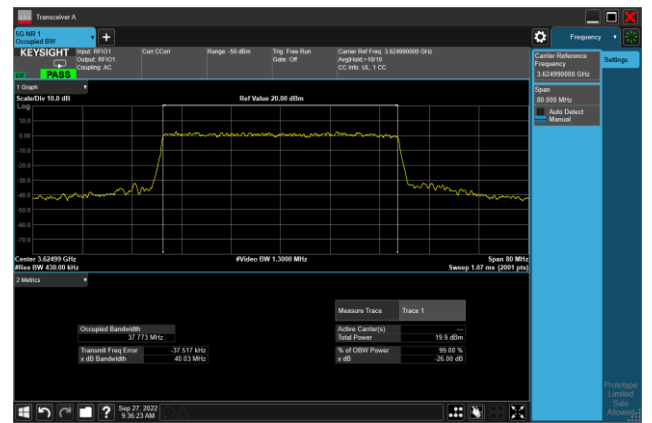 Transceiver A
5G NR 1
Occupied BW
Frequency
KEYSIGHT
LV
PASS
Input: RFIO1
Output: RFIO1
Coupling: AC
Corr CCorr
Range: -50 dBm
Trig: Free Run
Gate: Off
Carrier Ref Freq: 3.624990000 GHz
Avg|Hold:>10/10
CC Info: UL, 1 CC
Carrier Reference
Frequency
3.624990000 GHz
Settings
Span
80.000 MHz
Auto Detect
Manual
1 Graph
Scale/Div 10.0 dB
Ref Value 20.00 dBm
Log
10.0
0.00
-10.0
-20.0
-30.0
-40.0
-50.0
-60.0
-70.0
Center 3.62499 GHz
#Video BW 1.3000 MHz
Span 80 MHz
#Res BW 430.00 kHz
Sweep 1.07 ms (2001 pts)
2 Metrics
Measure Trace
Trace 1
Occupied Bandwidth
37.773 MHz
Active Carrier(s)
---
Total Power
19.9 dBm
Transmit Freq Error
-37.517 kHz
x dB Bandwidth
40.03 MHz
% of OBW Power
99.00 %
x dB
-26.00 dB
Prototype
Limited
Sale
Allowed
?
Sep 27, 2022
9:36:23 AM